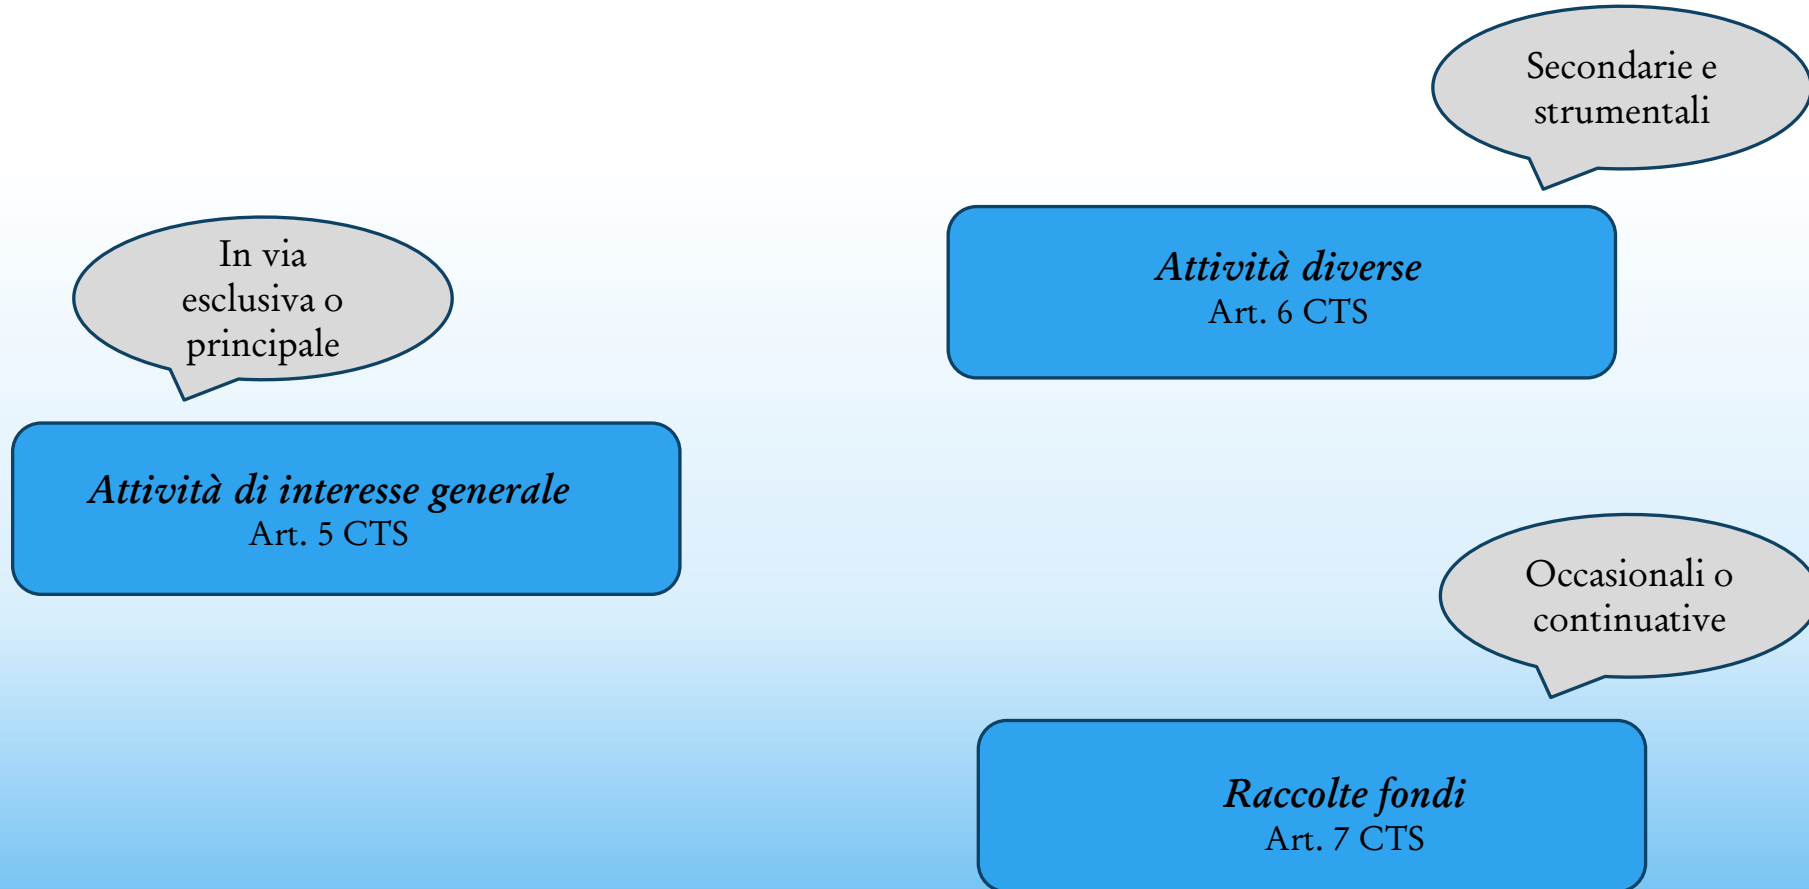 In via
esclusiva o
principale
Attività di interesse generale
Art. 5 CTS
Secondarie e
strumentali
Attività diverse
Art. 6 CTS
Occasionali o
continuative
Raccolte fondi
Art. 7 CTS